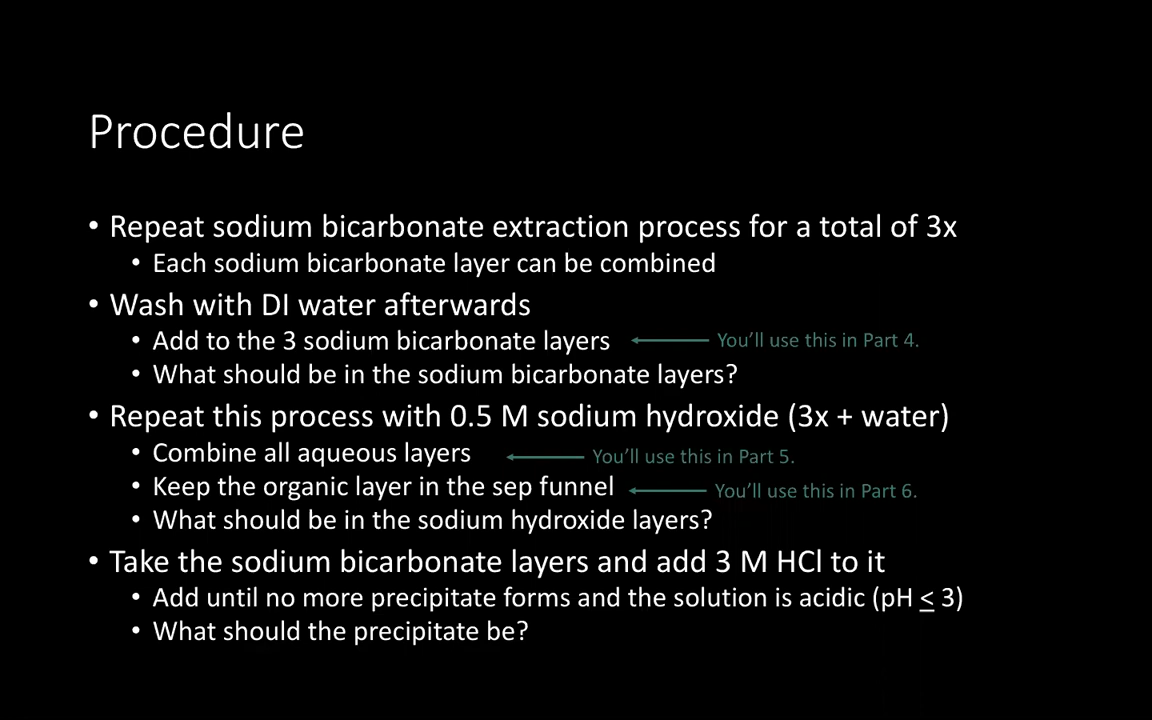 Procedure
• Repeat sodium bicarbonate extraction process for a total of 3x
• Each sodium bicarbonate layer can be combined
• Wash with DI water afterwards
• Add to the 3 sodium bicarbonate layers You'll use this in Part 4.
• What should be in the sodium bicarbonate layers?
• Repeat this process with 0.5 M sodium hydroxide (3x + water)
• Combine all aqueous layers You'll use this in Part 5.
• Keep the organic layer in the sep funnel You'll use this in Part 6.
• What should be in the sodium hydroxide layers?
• Take the sodium bicarbonate layers and add 3 M HCl to it
• Add until no more precipitate forms and the solution is acidic (pH < 3)
• What should the precipitate be?